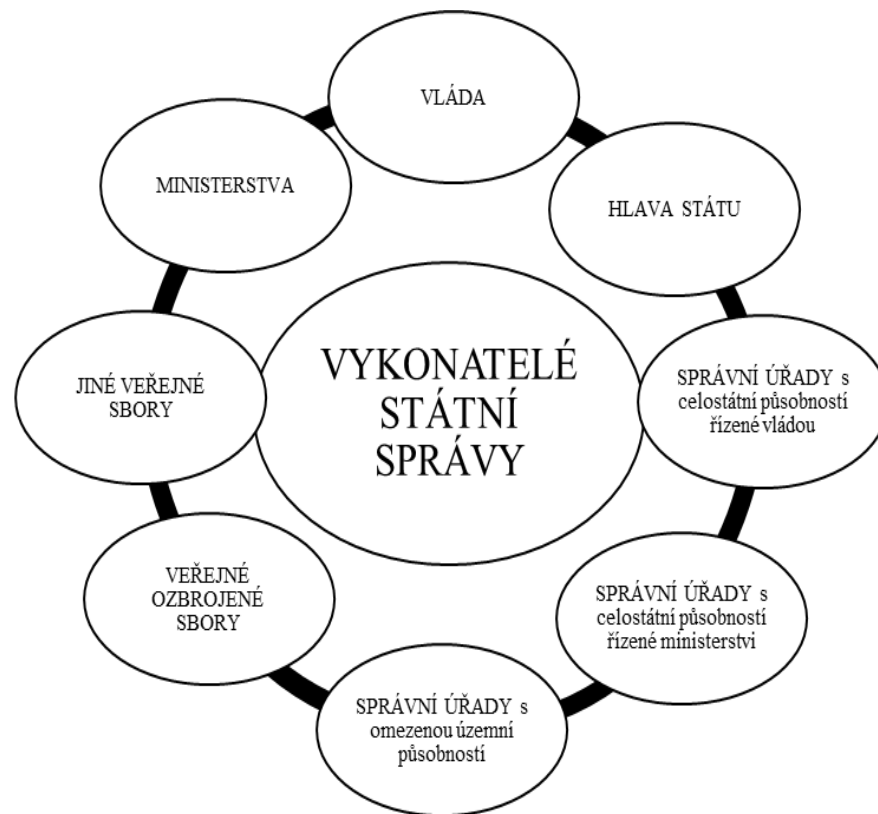 VLÁDA
HLAVA STÁTU
SPRÁVNÍ ÚŘADY s
celostátní působností
řízené vládou
SPRÁVNÍ ÚŘADY s
celostátní působností
řízené ministerstvi
SPRÁVNÍ ÚŘADY s
omezenou územní
působností
VEŘEJNÉ
OZBROJENÉ
SBORY
JINÉ VEŘEJNÉ
SBORY
MINISTERSTVA
VYKONATELÉ
STÁTNÍ
SPRÁVY